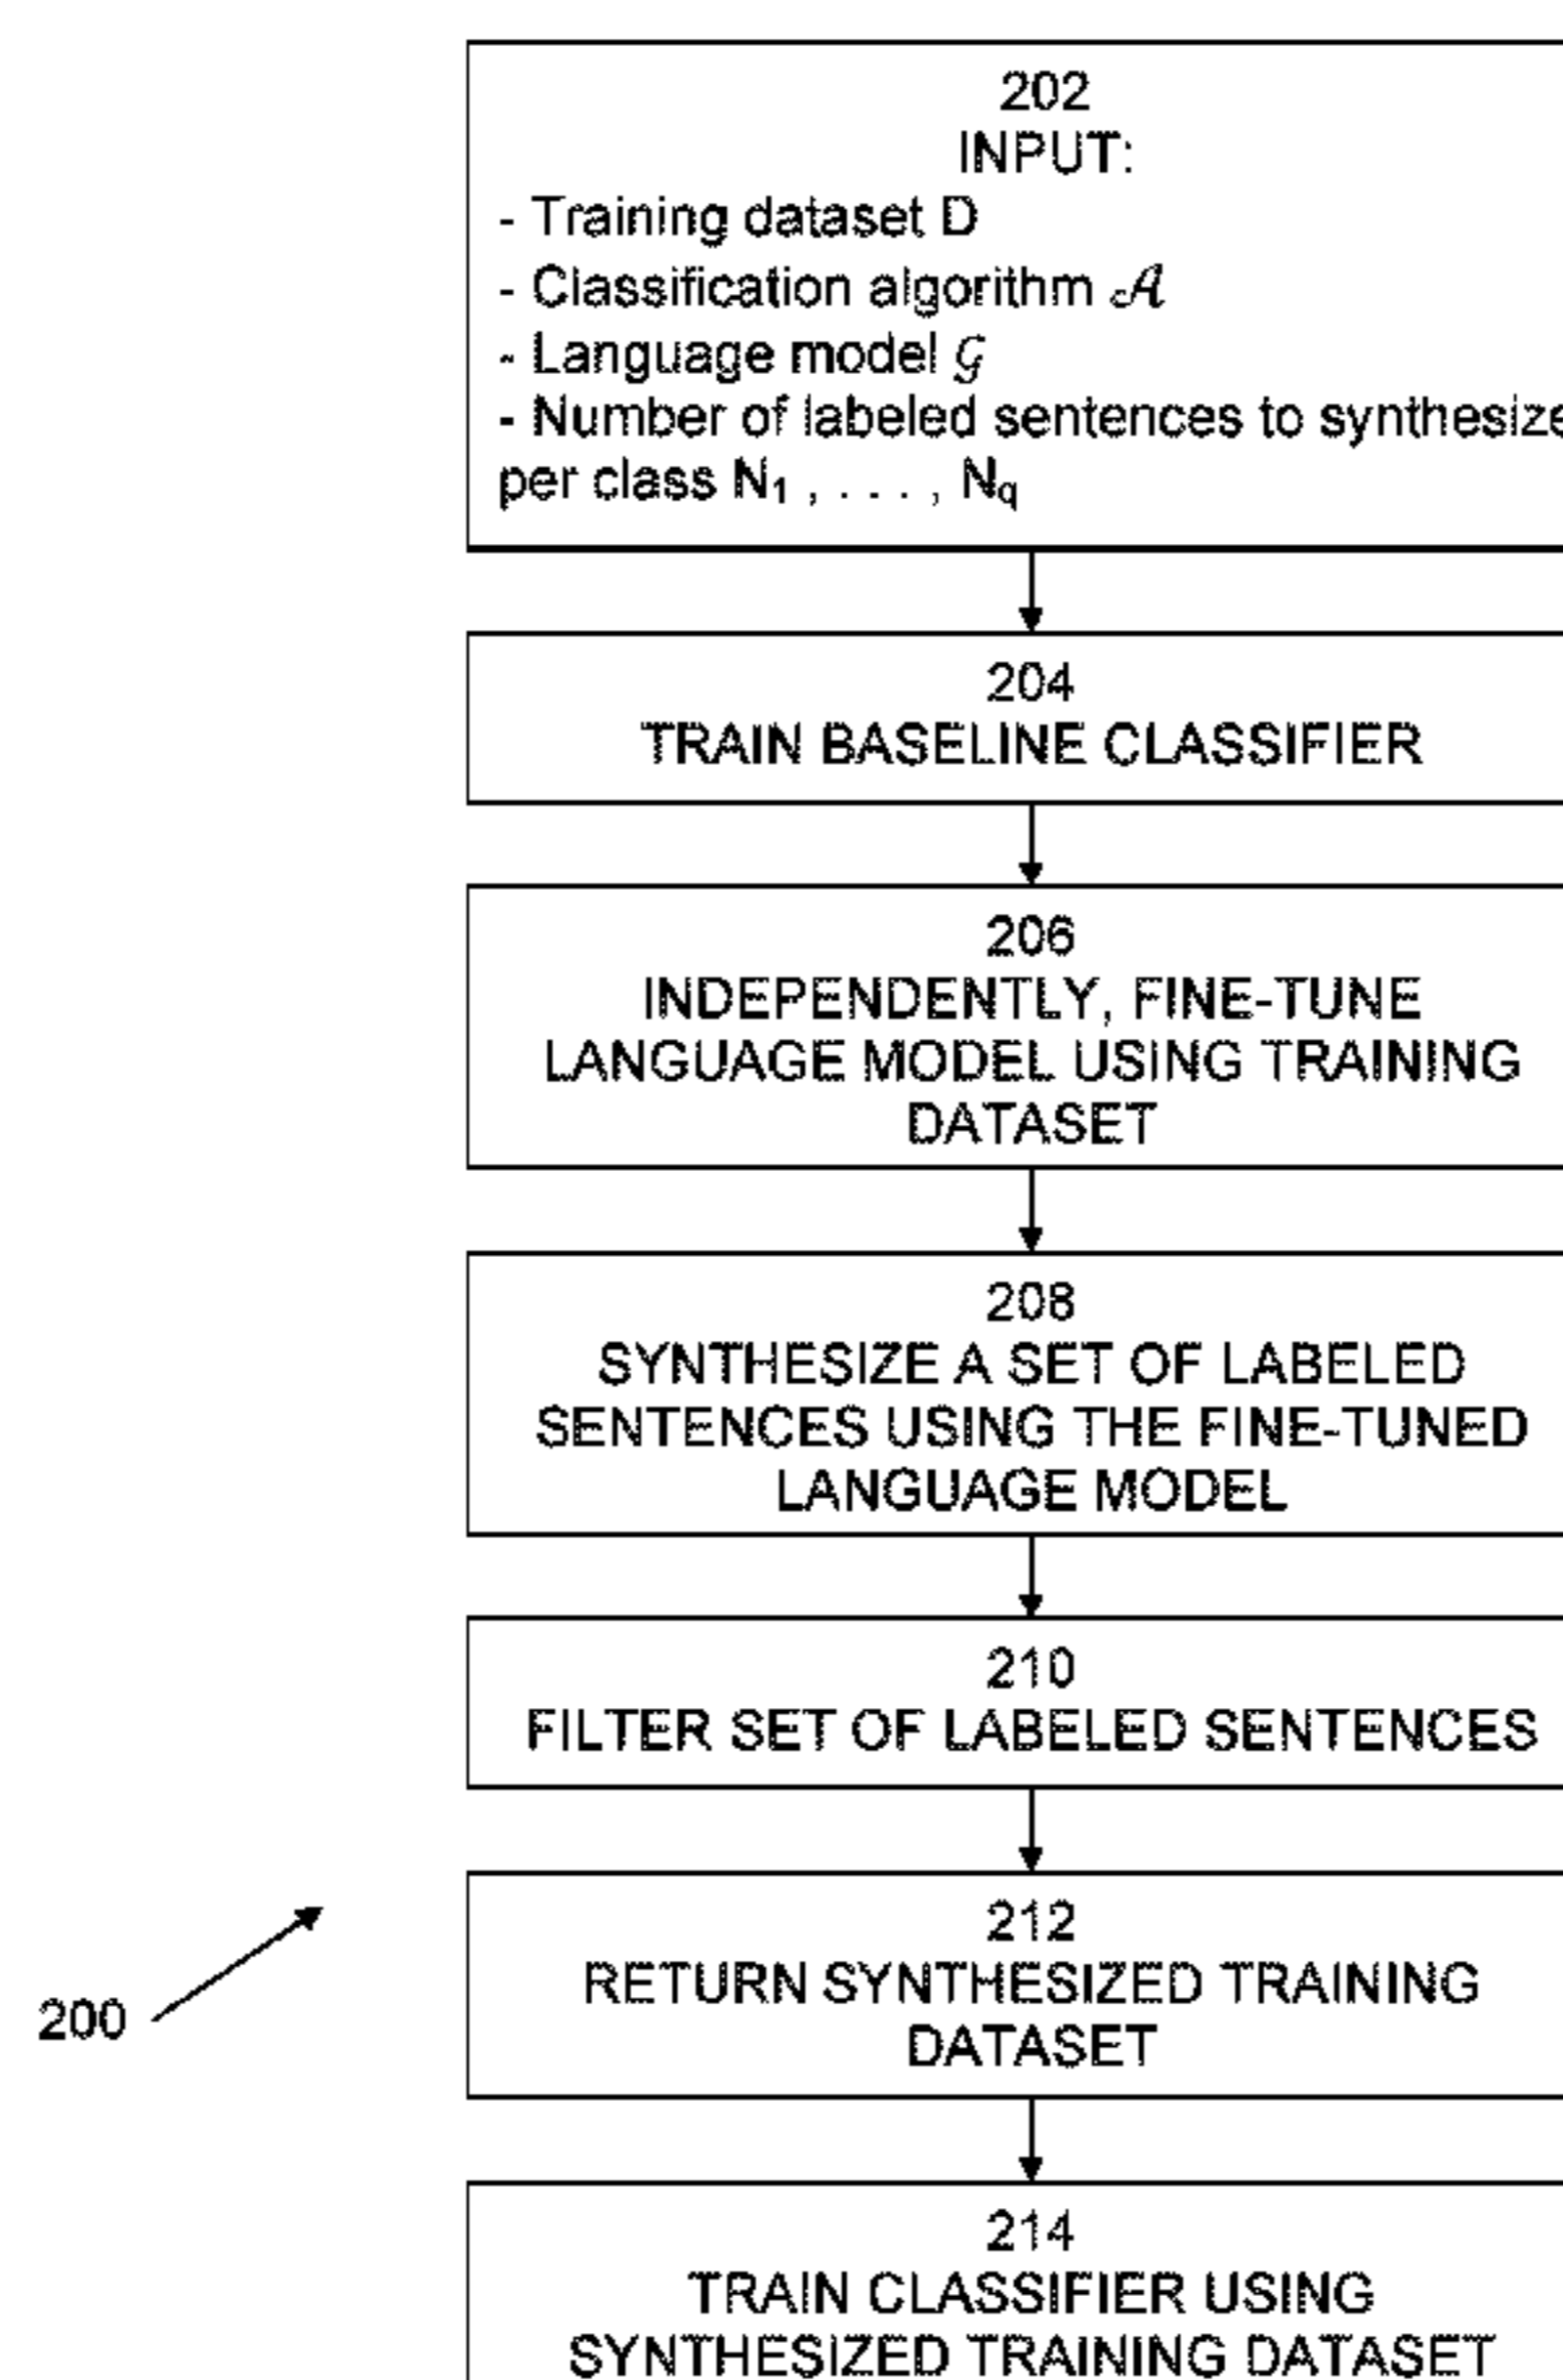 202
INPUT:
- Training dataset D
- Classification algorithm 𝒜
- Language model 𝒢
- Number of labeled sentences to synthesize
per class N₁ , . . . , Nq
204
TRAIN BASELINE CLASSIFIER
206
INDEPENDENTLY, FINE-TUNE
LANGUAGE MODEL USING TRAINING
DATASET
208
SYNTHESIZE A SET OF LABELED
SENTENCES USING THE FINE-TUNED
LANGUAGE MODEL
210
FILTER SET OF LABELED SENTENCES
212
RETURN SYNTHESIZED TRAINING
DATASET
200
214
TRAIN CLASSIFIER USING
SYNTHESIZED TRAINING DATASET